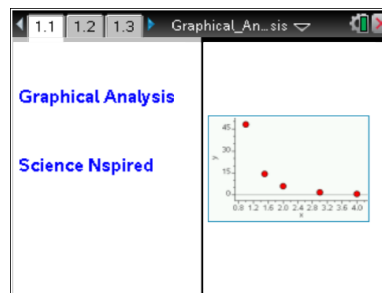 1.1 1.2 1.3 Graphical_An...sis
Graphical Analysis
Science Nspired
45
30
15
0
y
0.8 1.2 1.6 2.0 2.4 2.8 3.2 3.6 4.0
x